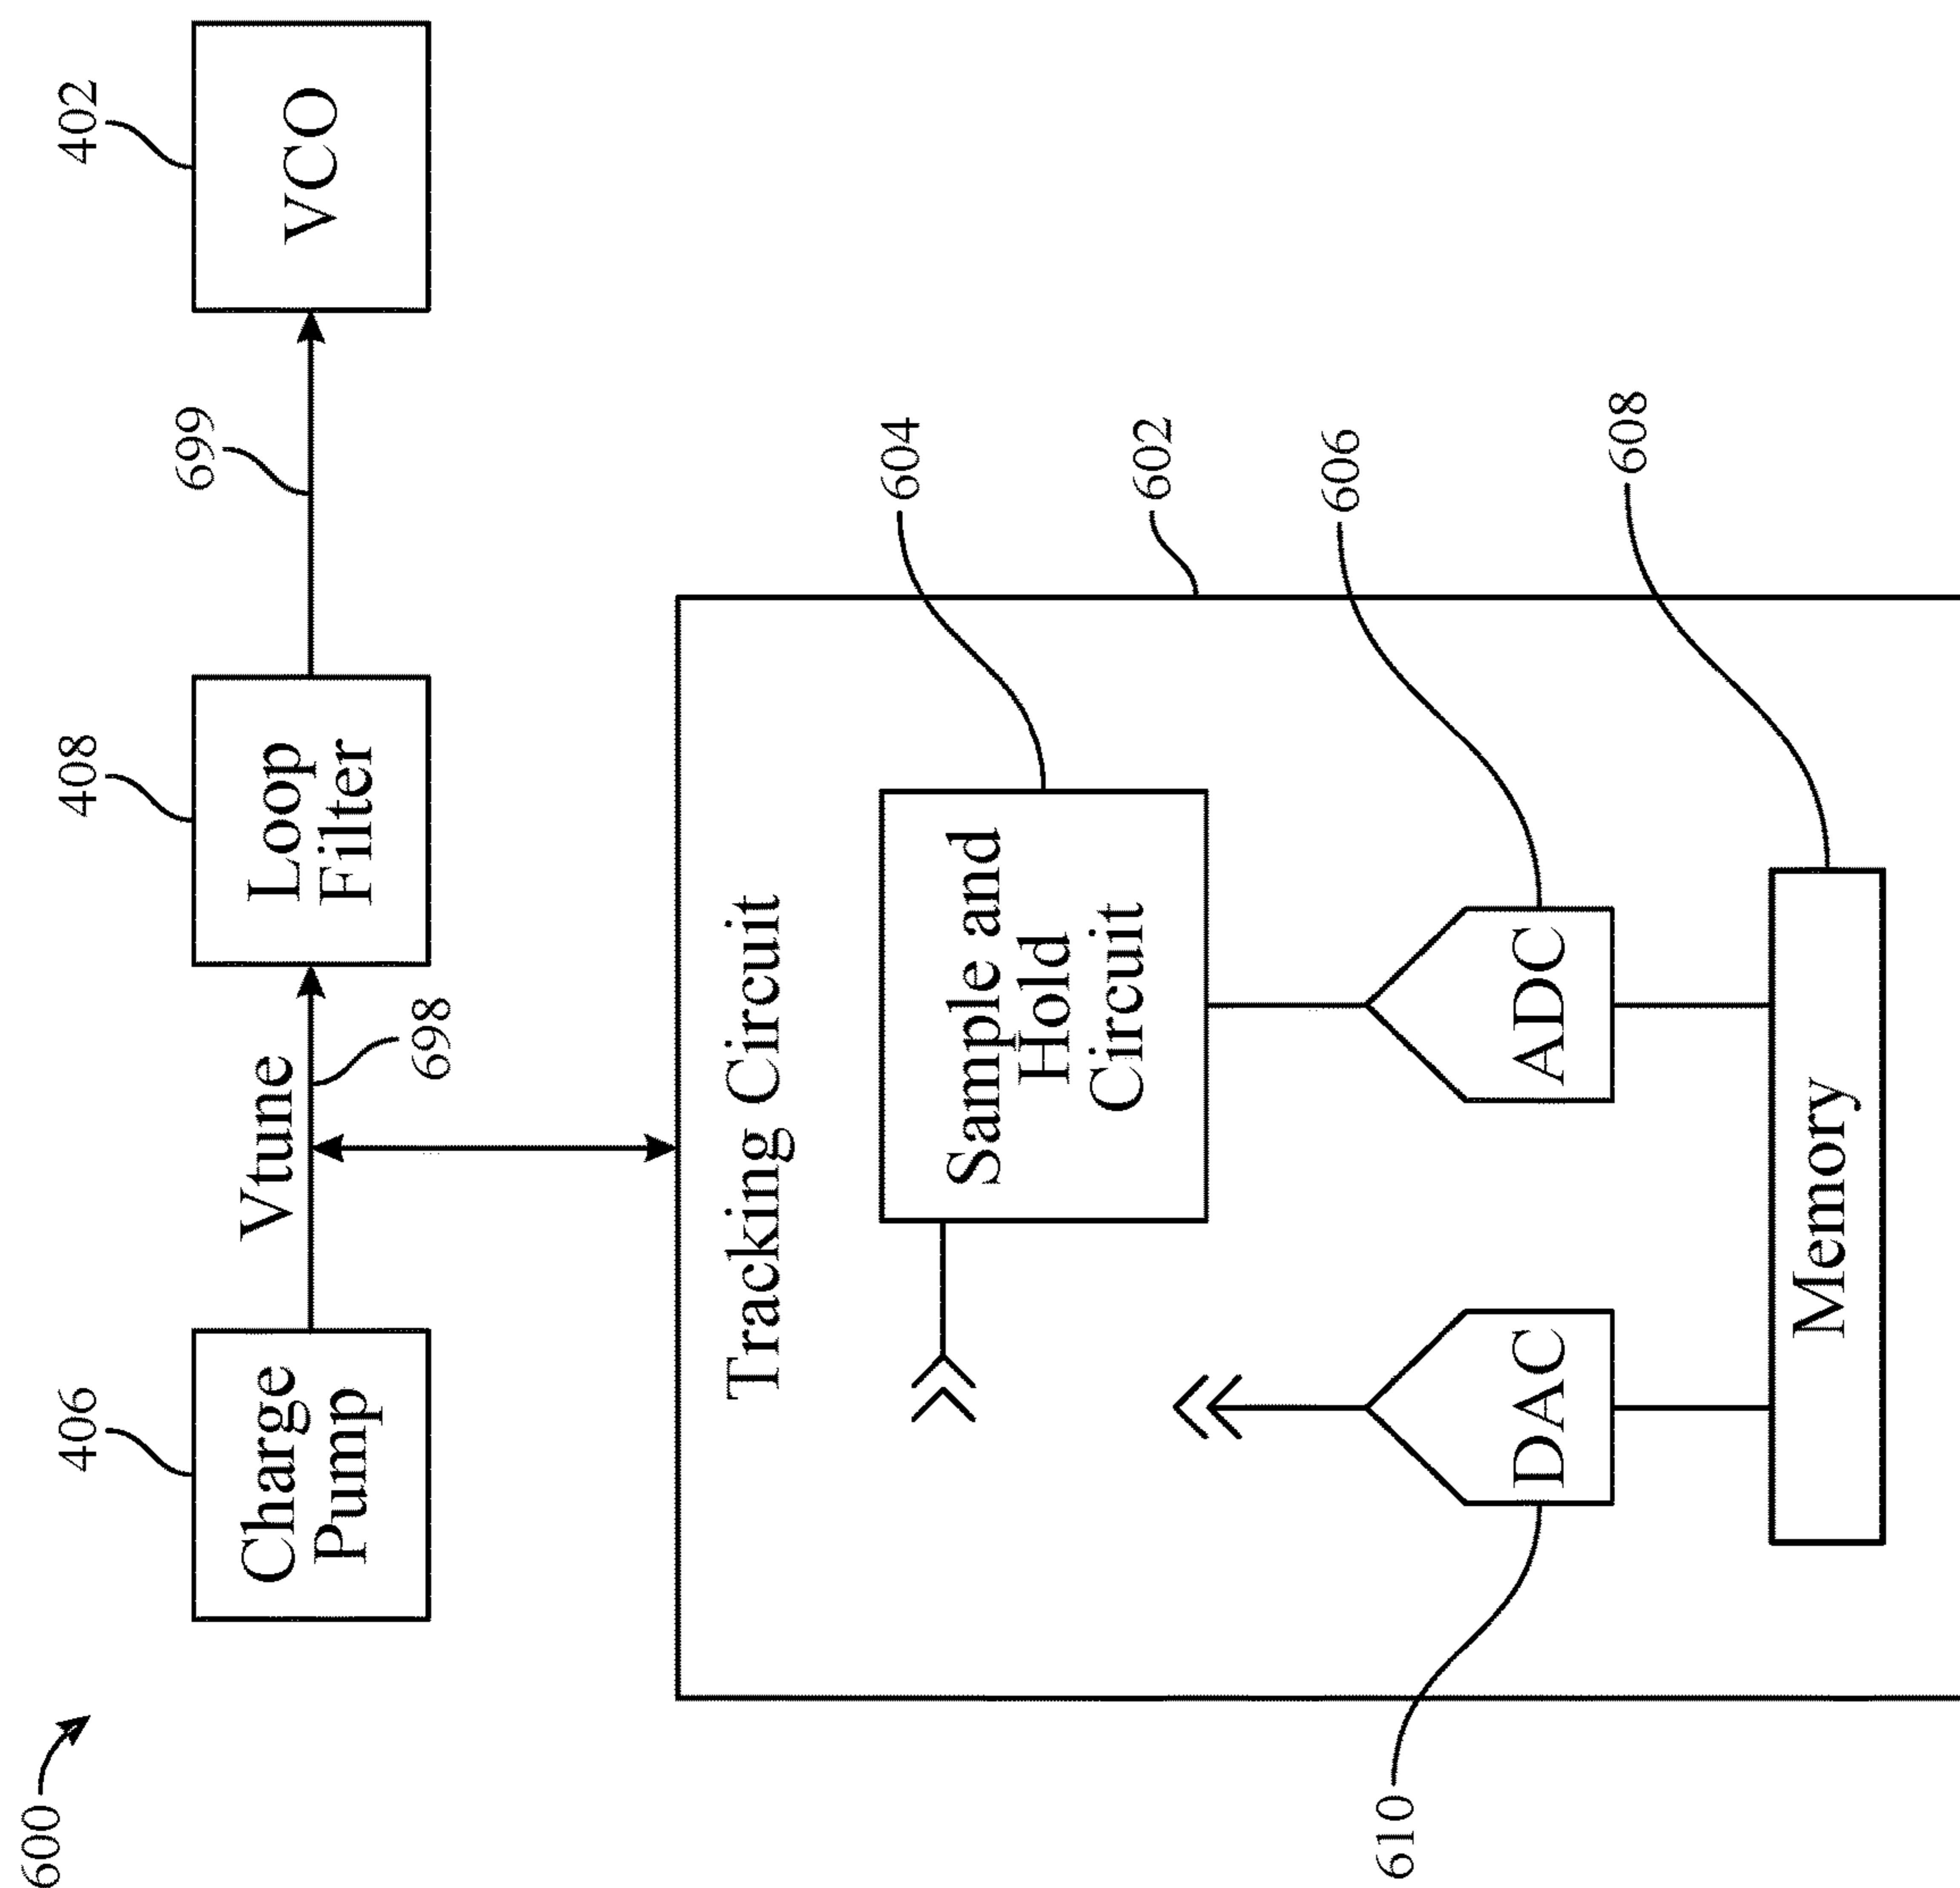 600
406
408
402
Charge
Pump
Vtune
698
Loop
Filter
699
VCO
Tracking Circuit
604
Sample and
Hold
Circuit
602
606
610
DAC
ADC
608
Memory